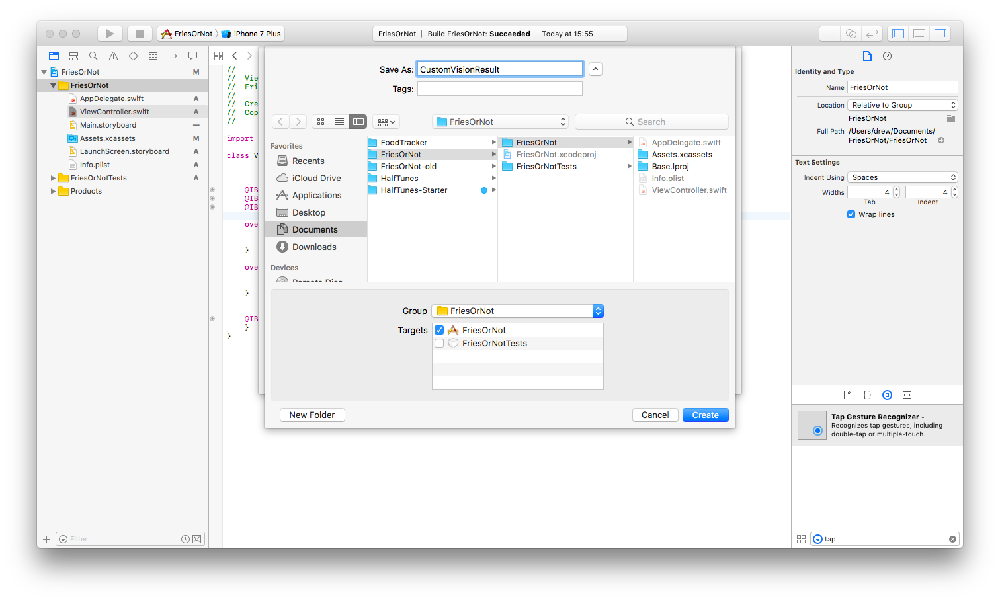 FriesOrNot
iPhone 7 Plus
FriesOrNot | Build FriesOrNot: Succeeded | Today at 15:55
FriesOrNot M
FriesOrNot
AppDelegate.swift A
ViewController.swift A
Main.storyboard —
Assets.xcassets M
LaunchScreen.storyboard A
Info.plist A
FriesOrNotTests A
Products
Filter
//
// Vie
// Fri
//
// Cre
// Cop
//
import
class V
@IB
@IB
@IB
ove
}
ove
}
@IB
}
}
Save As: CustomVisionResult
Tags:
FriesOrNot
Search
Favorites
Recents
iCloud Drive
Applications
Desktop
Documents
Downloads
Devices
FoodTracker
FriesOrNot
FriesOrNot-old
HalfTunes
HalfTunes-Starter
FriesOrNot
FriesOrNot.xcodeproj
FriesOrNotTests
AppDelegate.swift
Assets.xcassets
Base.lproj
Info.plist
ViewController.swift
Group FriesOrNot
Targets FriesOrNot
FriesOrNotTests
New Folder
Cancel
Create
Identity and Type
Name FriesOrNot
Location Relative to Group
FriesOrNot
Full Path /Users/drew/Documents/
FriesOrNot/FriesOrNot
Text Settings
Indent Using Spaces
Widths 4 4
Tab Indent
Wrap lines
{ }
Tap Gesture Recognizer -
Recognizes tap gestures, including
double-tap or multiple-touch.
tap